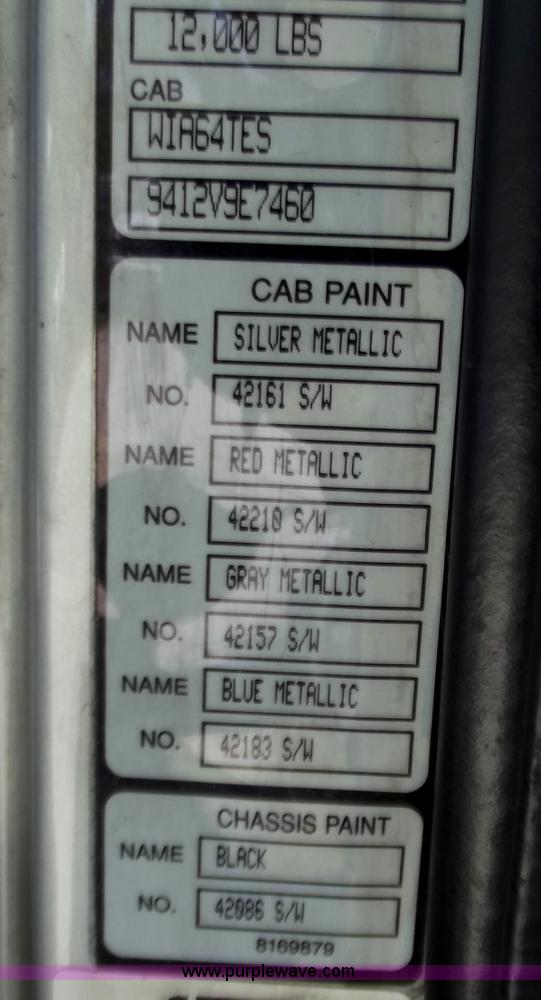 12,000 LBS
CAB
WIA64TES
9412V9E7460
CAB PAINT
NAME SILVER METALLIC
NO. 42161 S/W
NAME RED METALLIC
NO. 42210 S/W
NAME GRAY METALLIC
NO. 42157 S/W
NAME BLUE METALLIC
NO. 42183 S/W
CHASSIS PAINT
NAME BLACK
NO. 42086 S/W
8169879
www.purplewave.com